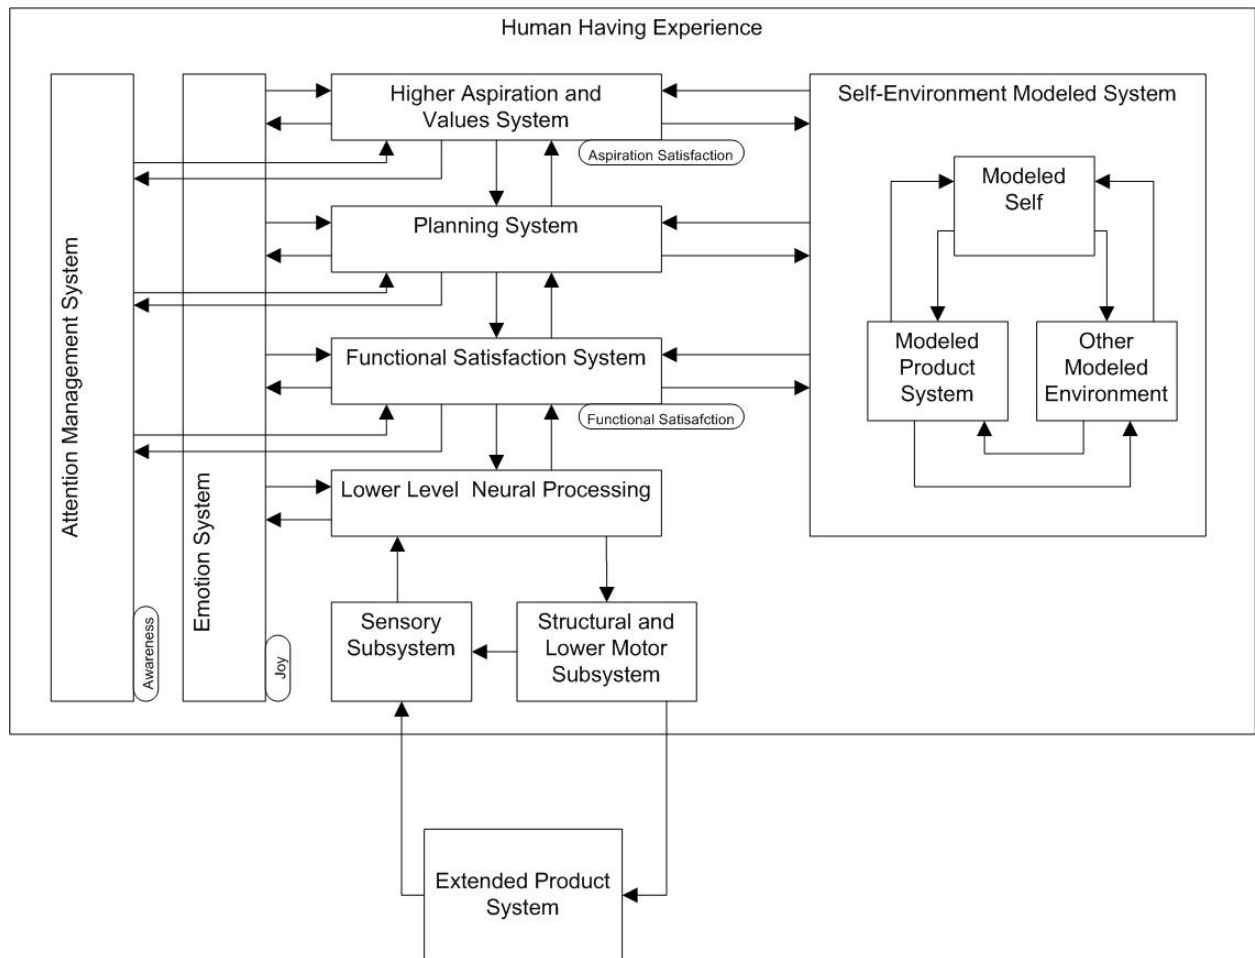 Human Having Experience
Attention Management System
Awareness
Emotion System
Joy
Higher Aspiration and
Values System
Aspiration Satisfaction
Planning System
Functional Satisfaction System
Functional Satisafction
Lower Level Neural Processing
Sensory
Subsystem
Structural and
Lower Motor
Subsystem
Self-Environment Modeled System
Modeled
Self
Modeled
Product
System
Other
Modeled
Environment
Extended Product
System